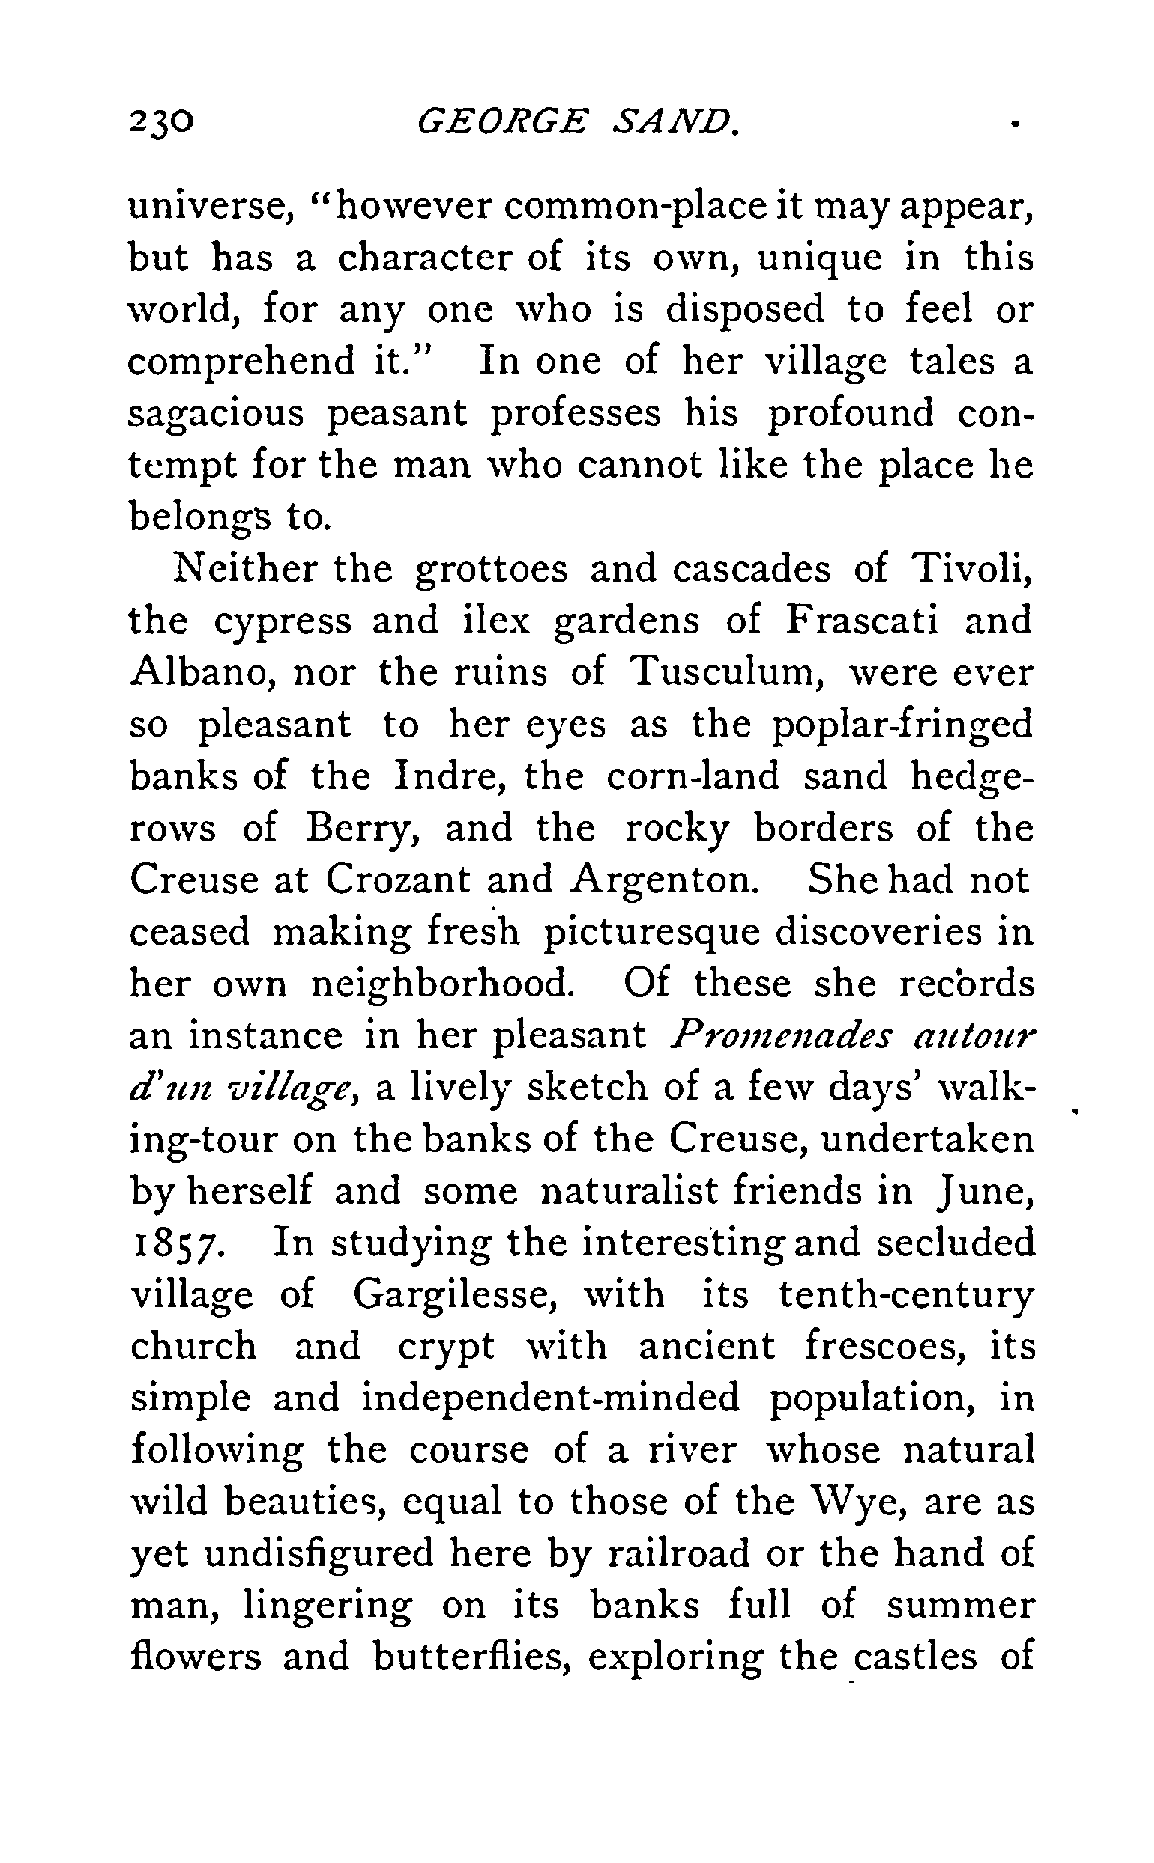 230 GEORGE SAND.
universe, "however common-place it may appear,
but has a character of its own, unique in this
world, for any one who is disposed to feel or
comprehend it." In one of her village tales a
sagacious peasant professes his profound con-
tempt for the man who cannot like the place he
belongs to.
Neither the grottoes and cascades of Tivoli,
the cypress and ilex gardens of Frascati and
Albano, nor the ruins of Tusculum, were ever
so pleasant to her eyes as the poplar-fringed
banks of the Indre, the corn-land sand hedge-
rows of Berry, and the rocky borders of the
Creuse at Crozant and Argenton. She had not
ceased making fresh picturesque discoveries in
her own neighborhood. Of these she records
an instance in her pleasant Promenades autour
d'un village, a lively sketch of a few days' walk-
ing-tour on the banks of the Creuse, undertaken
by herself and some naturalist friends in June,
1857. In studying the interesting and secluded
village of Gargilesse, with its tenth-century
church and crypt with ancient frescoes, its
simple and independent-minded population, in
following the course of a river whose natural
wild beauties, equal to those of the Wye, are as
yet undisfigured here by railroad or the hand of
man, lingering on its banks full of summer
flowers and butterflies, exploring the castles of